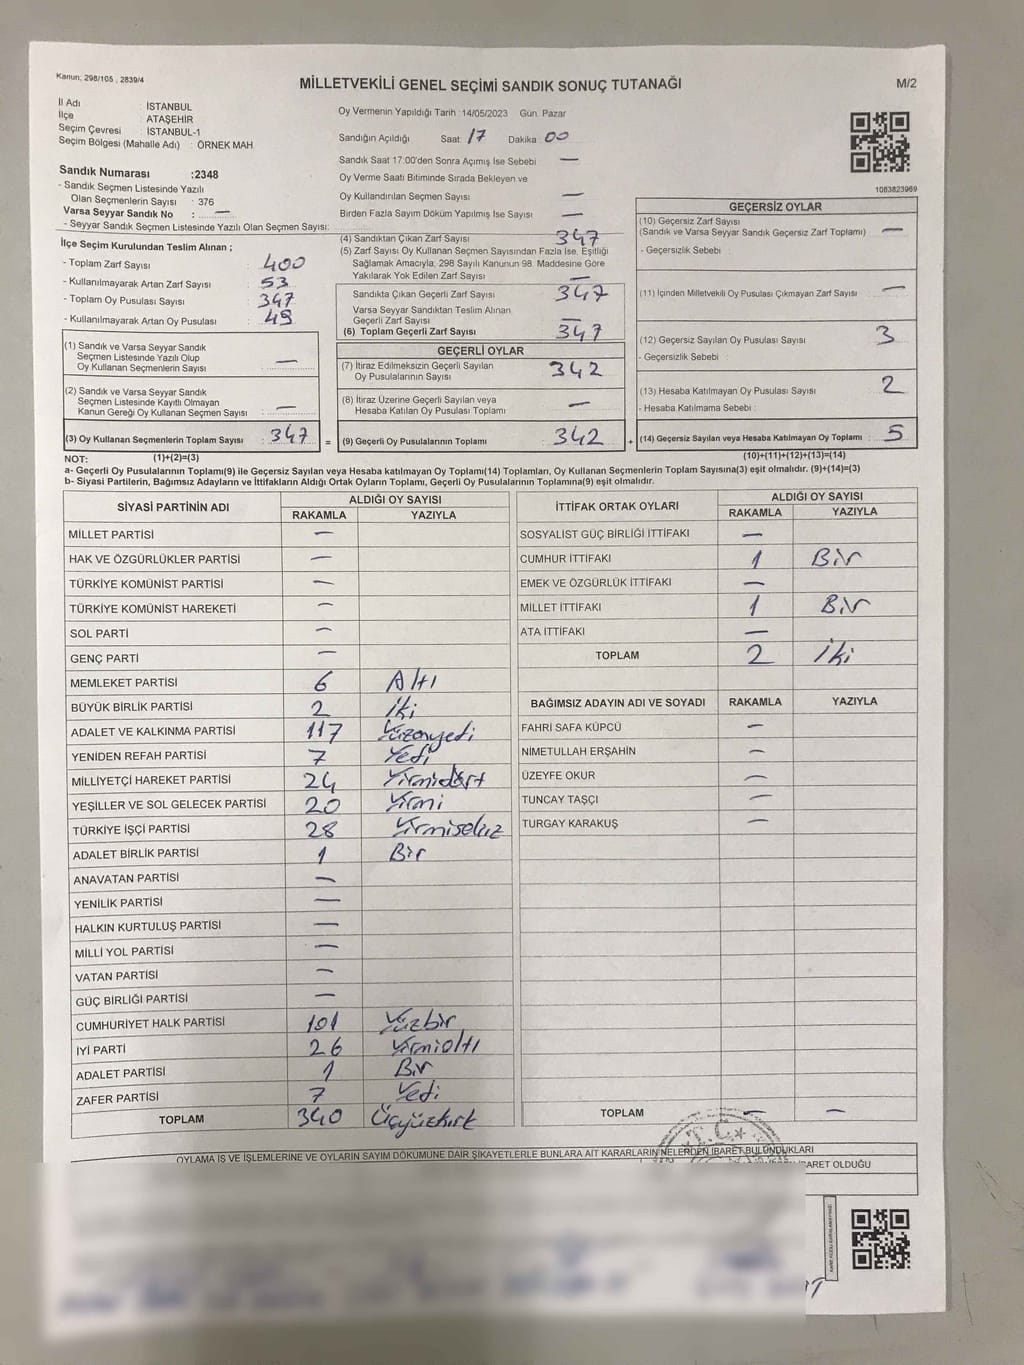 Kanun; 298/105 , 2839/4
MİLLETVEKİLİ GENEL SEÇİMİ SANDIK SONUÇ TUTANAĞI
M/2
İl Adı : İSTANBUL
İlçe : ATAŞEHİR
Seçim Çevresi : İSTANBUL-1
Seçim Bölgesi (Mahalle Adı) : ÖRNEK MAH
Sandık Numarası :2348
- Sandık Seçmen Listesinde Yazılı
Olan Seçmenlerin Sayısı : 376
Varsa Seyyar Sandık No : —
- Seyyar Sandık Seçmen Listesinde Yazılı Olan Seçmen Sayısı:
Oy Vermenin Yapıldığı Tarih : 14/05/2023 Gün: Pazar
Sandığın Açıldığı Saat: 17 Dakika: 00
Sandık Saat 17:00'den Sonra Açımış İse Sebebi —
Oy Verme Saati Bitiminde Sırada Bekleyen ve
Oy Kullandırılan Seçmen Sayısı —
Birden Fazla Sayım Döküm Yapılmış İse Sayısı —
1083823969
İlçe Seçim Kurulundan Teslim Alınan ;
- Toplam Zarf Sayısı : 400
- Kullanılmayarak Artan Zarf Sayısı : 53
- Toplam Oy Pusulası Sayısı : 347
- Kullanılmayarak Artan Oy Pusulası : 49
(1) Sandık ve Varsa Seyyar Sandık
Seçmen Listesinde Yazılı Olup
Oy Kullanan Seçmenlerin Sayısı : —
(2) Sandık ve Varsa Seyyar Sandık
Seçmen Listesinde Kayıtlı Olmayan
Kanun Gereği Oy Kullanan Seçmen Sayısı : —
(3) Oy Kullanan Seçmenlerin Toplam Sayısı : 347
(4) Sandıktan Çıkan Zarf Sayısı 347
(5) Zarf Sayısı Oy Kullanan Seçmen Sayısından Fazla İse, Eşitliği
Sağlamak Amacıyla, 298 Sayılı Kanunun 98. Maddesine Göre
Yakılarak Yok Edilen Zarf Sayısı —
Sandıkta Çıkan Geçerli Zarf Sayısı 347
Varsa Seyyar Sandıktan Teslim Alınan
Geçerli Zarf Sayısı —
(6) Toplam Geçerli Zarf Sayısı 347
GEÇERLİ OYLAR
(7) İtiraz Edilmeksizin Geçerli Sayılan
Oy Pusulalarının Sayısı 342
(8) İtiraz Üzerine Geçerli Sayılan veya
Hesaba Katılan Oy Pusulası Toplamı —
= (9) Geçerli Oy Pusulalarının Toplamı 342
GEÇERSİZ OYLAR
(10) Geçersiz Zarf Sayısı
(Sandık ve Varsa Seyyar Sandık Geçersiz Zarf Toplamı) —
- Geçersizlik Sebebi :
(11) İçinden Milletvekili Oy Pusulası Çıkmayan Zarf Sayısı : —
(12) Geçersiz Sayılan Oy Pusulası Sayısı 3
- Geçersizlik Sebebi :
(13) Hesaba Katılmayan Oy Pusulası Sayısı 2
- Hesaba Katılmama Sebebi :
+ (14) Geçersiz Sayılan veya Hesaba Katılmayan Oy Toplamı : 5
NOT: (1)+(2)=(3) (10)+(11)+(12)+(13)=(14)
a- Geçerli Oy Pusulalarının Toplamı(9) ile Geçersiz Sayılan veya Hesaba katılmayan Oy Toplamı(14) Toplamları, Oy Kullanan Seçmenlerin Toplam Sayısına(3) eşit olmalıdır. (9)+(14)=(3)
b- Siyasi Partilerin, Bağımsız Adayların ve İttifakların Aldığı Ortak Oyların Toplamı, Geçerli Oy Pusulalarının Toplamına(9) eşit olmalıdır.
SİYASİ PARTİNİN ADI ALDIĞI OY SAYISI
RAKAMLA YAZIYLA
MİLLET PARTİSİ —
HAK VE ÖZGÜRLÜKLER PARTİSİ —
TÜRKİYE KOMÜNİST PARTİSİ —
TÜRKİYE KOMÜNİST HAREKETİ —
SOL PARTİ —
GENÇ PARTİ —
MEMLEKET PARTİSİ 6 Altı
BÜYÜK BİRLİK PARTİSİ 2 İki
ADALET VE KALKINMA PARTİSİ 117 Yüzonyedi
YENİDEN REFAH PARTİSİ 7 Yedi
MİLLİYETÇİ HAREKET PARTİSİ 24 Yirmidört
YEŞİLLER VE SOL GELECEK PARTİSİ 20 Yirmi
TÜRKİYE İŞÇİ PARTİSİ 28 Yirmisekiz
ADALET BİRLİK PARTİSİ 1 Bir
ANAVATAN PARTİSİ —
YENİLİK PARTİSİ —
HALKIN KURTULUŞ PARTİSİ —
MİLLİ YOL PARTİSİ —
VATAN PARTİSİ —
GÜÇ BİRLİĞİ PARTİSİ —
CUMHURİYET HALK PARTİSİ 101 Yüzbir
İYİ PARTİ 26 Yirmialtı
ADALET PARTİSİ 1 Bir
ZAFER PARTİSİ 7 Yedi
TOPLAM 340 Üçyüzkırk
İTTİFAK ORTAK OYLARI ALDIĞI OY SAYISI
RAKAMLA YAZIYLA
SOSYALİST GÜÇ BİRLİĞİ İTTİFAKI —
CUMHUR İTTİFAKI 1 Bir
EMEK VE ÖZGÜRLÜK İTTİFAKI —
MİLLET İTTİFAKI 1 Bir
ATA İTTİFAKI —
TOPLAM 2 İki
BAĞIMSIZ ADAYIN ADI VE SOYADI RAKAMLA YAZIYLA
FAHRİ SAFA KÜPCÜ —
NİMETULLAH ERŞAHİN —
ÜZEYFE OKUR —
TUNCAY TAŞÇI —
TURGAY KARAKUŞ —
TOPLAM — —
T.C.
OYLAMA İŞ VE İŞLEMLERİNE VE OYLARIN SAYIM DÖKÜMÜNE DAİR ŞİKAYETLERLE BUNLARA AİT KARARLARIN NELERDEN İBARET BULUNDUKLARI
İBARET OLDUĞU